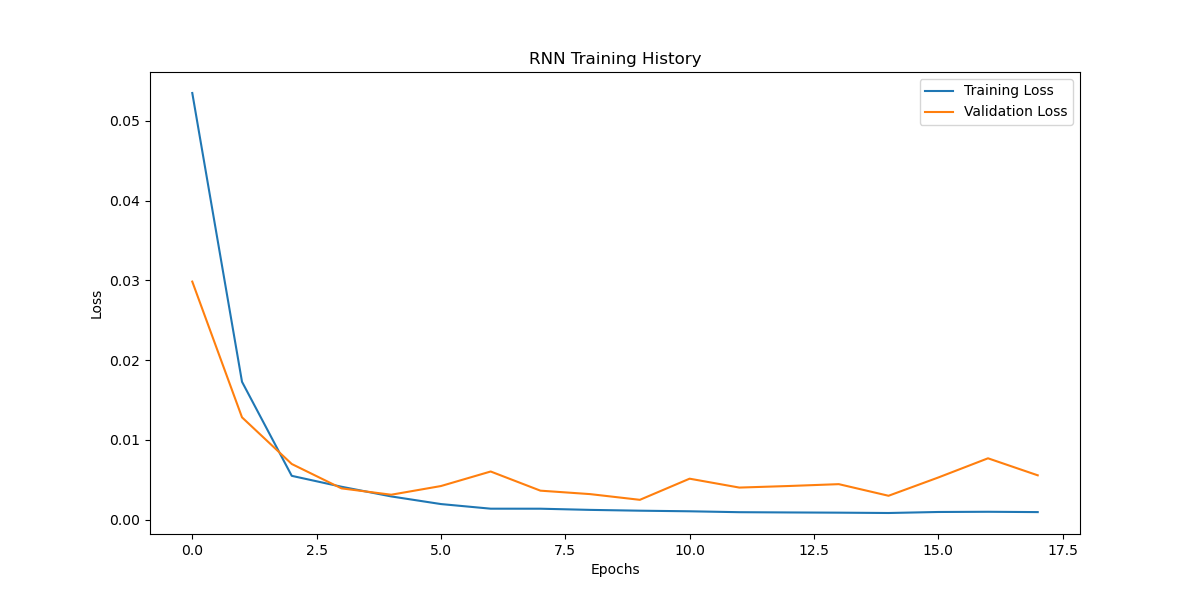 RNN Training History
Training Loss
Validation Loss
0.05
0.04
0.03
0.02
0.01
0.00
Loss
0.0
2.5
5.0
7.5
10.0
12.5
15.0
17.5
Epochs